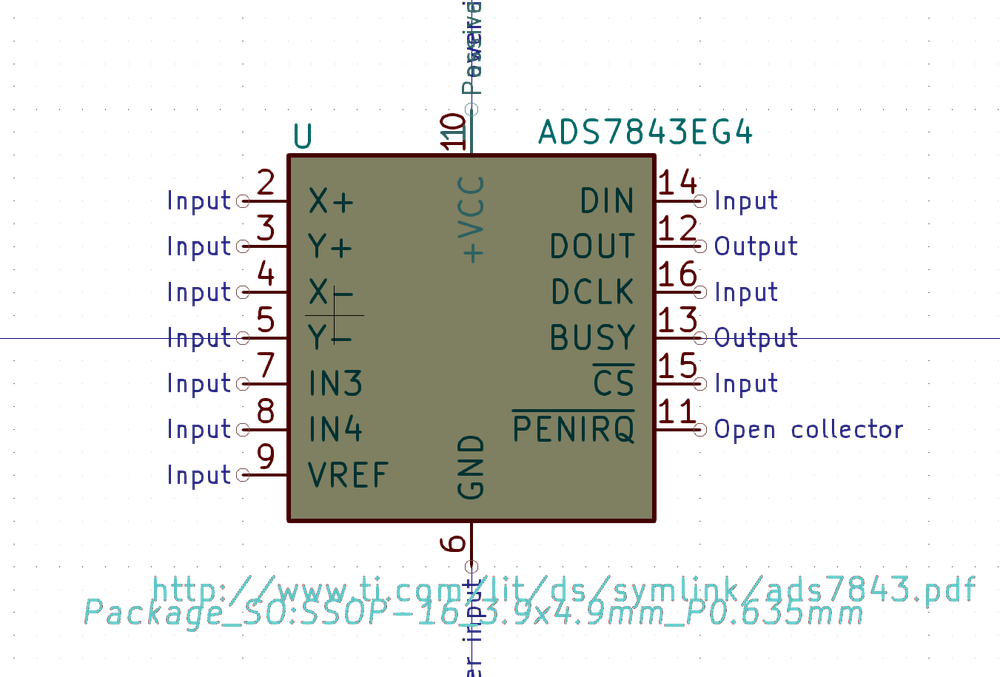 U
ADS7843EG4
10
+VCC
Input 2 X+
Input 3 Y+
Input 4 X-
Input 5 Y-
Input 7 IN3
Input 8 IN4
Input 9 VREF
DIN 14 Input
DOUT 12 Output
DCLK 16 Input
BUSY 13 Output
CS 15 Input
PENIRQ 11 Open collector
GND
6
http://www.ti.com/lit/ds/symlink/ads7843.pdf
Package_SO:SSOP-16_3.9x4.9mm_P0.635mm
input